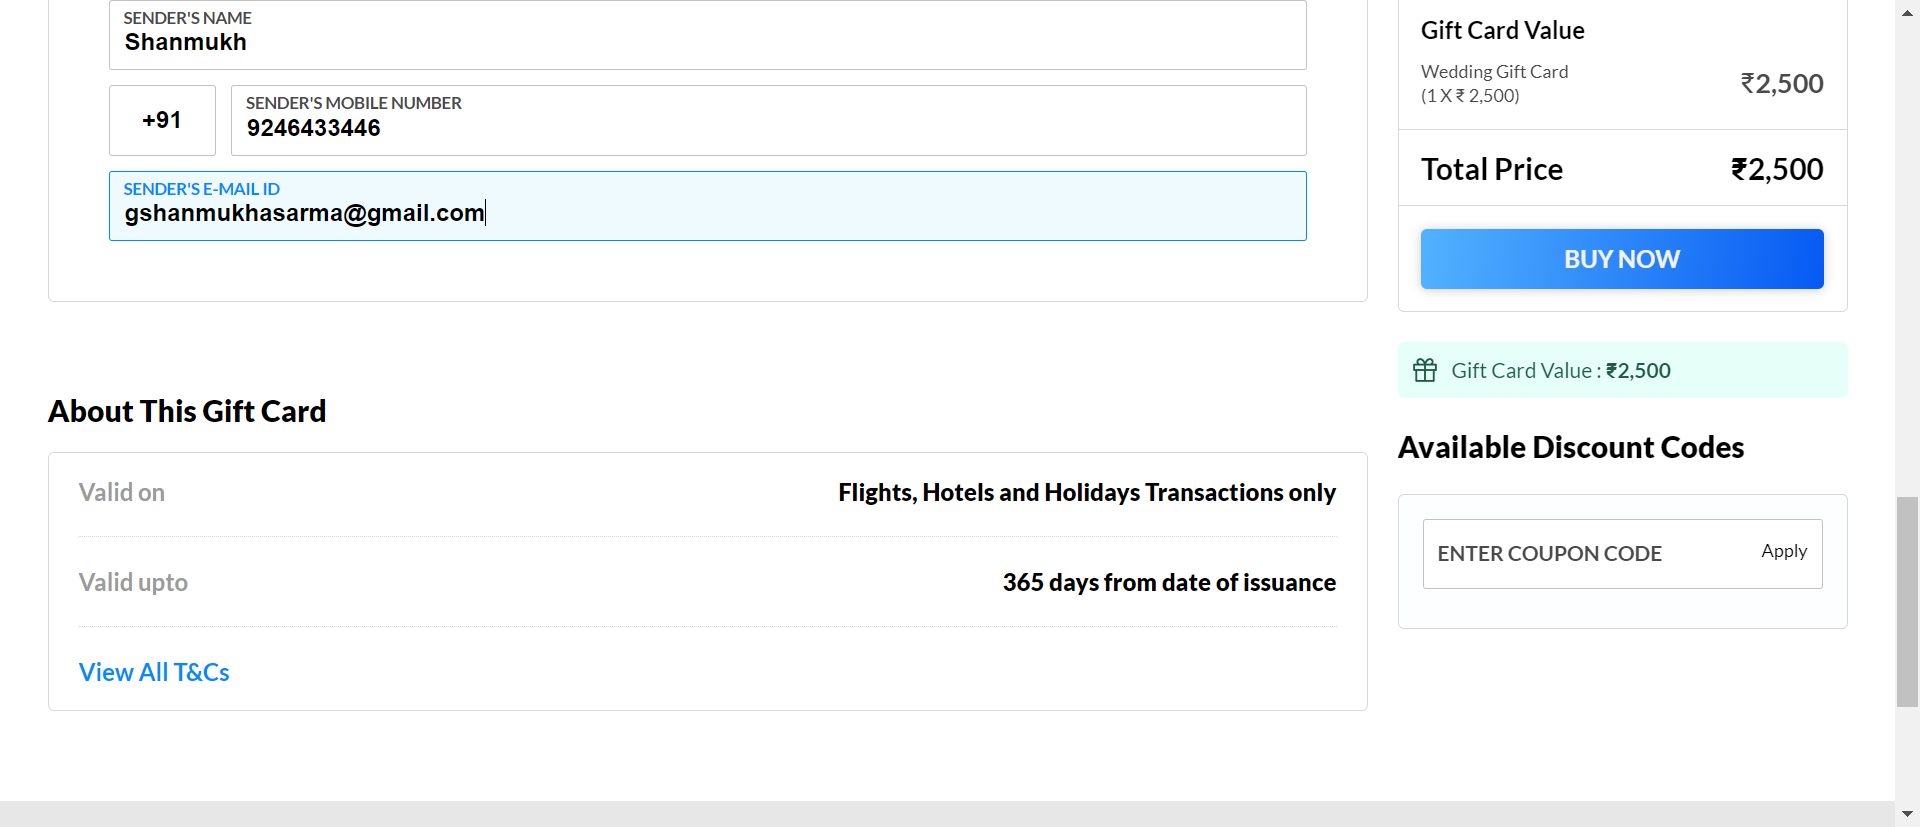 SENDER'S NAME
Shanmukh
+91
SENDER'S MOBILE NUMBER
9246433446
SENDER'S E-MAIL ID
gshanmukhasarma@gmail.com
About This Gift Card
Valid on
Flights, Hotels and Holidays Transactions only
Valid upto
365 days from date of issuance
View All T&Cs
Gift Card Value
Wedding Gift Card
(1 X ₹ 2,500)
₹2,500
Total Price
₹2,500
BUY NOW
Gift Card Value : ₹2,500
Available Discount Codes
ENTER COUPON CODE
Apply